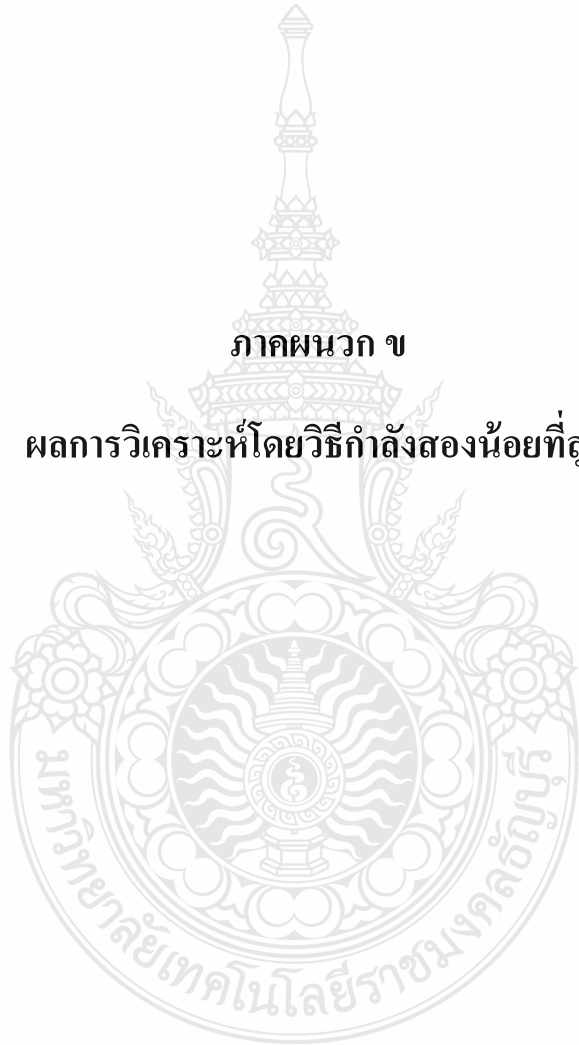 ภาคผนวก ข
ผลการวิเคราะห์โดยวิธีกำลังสองน้อยที่
มหาวิทยาลัยเทคโนโลยีราชมงคลธัญบุรี